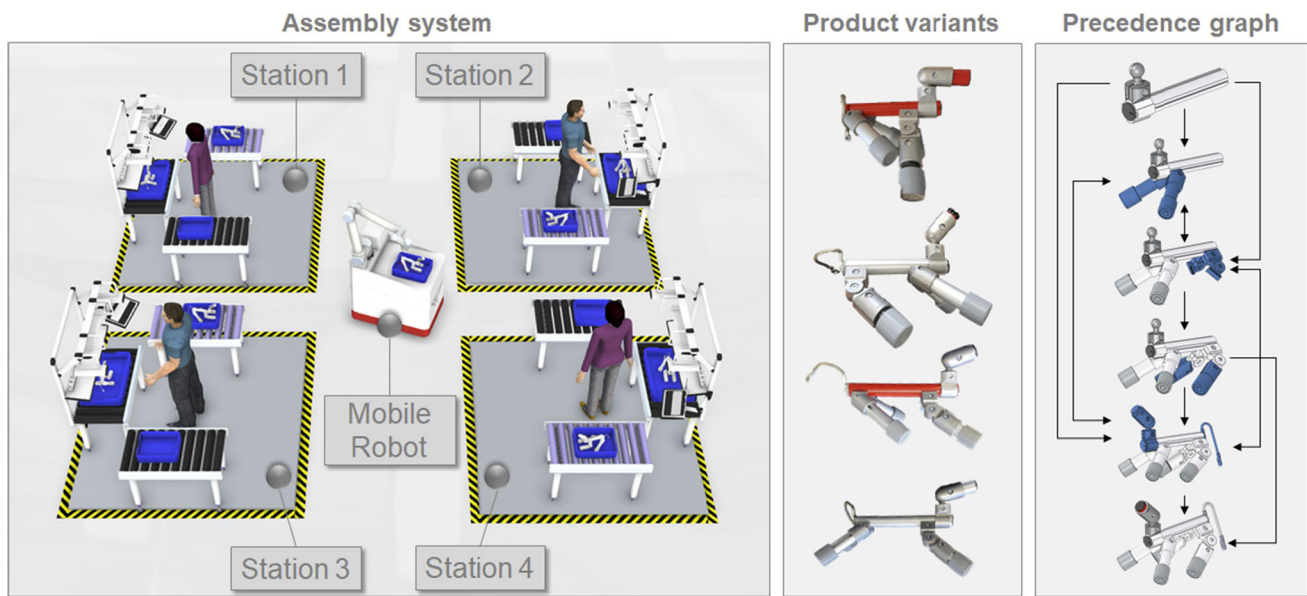 Assembly system
Product variants
Precedence graph
Station 1
Station 2
Mobile
Robot
Station 3
Station 4